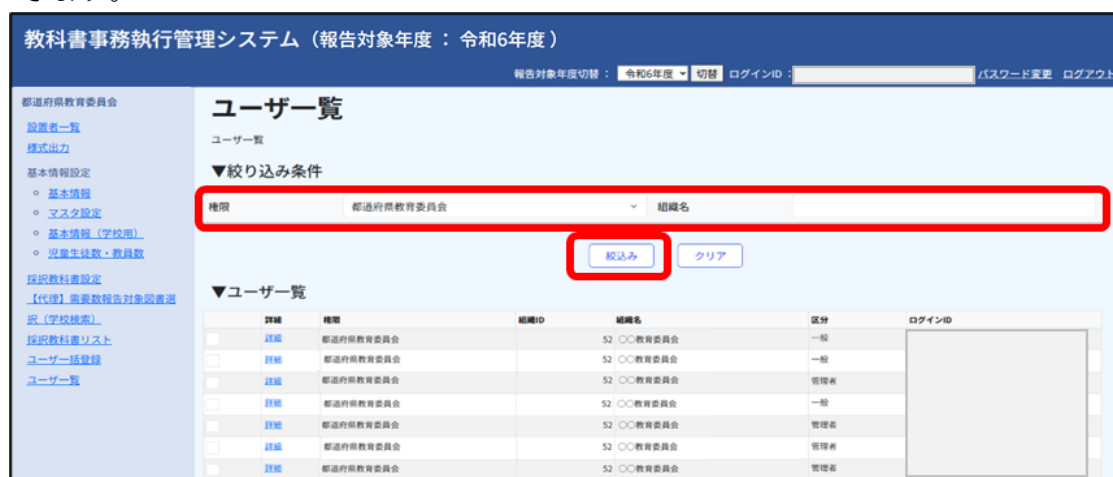 教科書事務執行管理システム（報告対象年度 ： 令和6年度 ）
報告対象年度切替 ： 令和6年度 切替 ログインID ： パスワード変更 ログアウト
都道府県教育委員会
設置者一覧
様式出力
基本情報設定
基本情報
マスタ設定
基本情報（学校用）
児童生徒数・教員数
採択教科書設定
【代理】需要数報告対象図書選
択（学校検索）
採択教科書リスト
ユーザー括登録
ユーザ一覧
ユーザ一覧
ユーザ一覧
▼絞り込み条件
権限 都道府県教育委員会 組織名
絞込み クリア
▼ユーザ一覧
詳細 権限 組織ID 組織名 区分 ログインID
詳細 都道府県教育委員会 52 〇〇教育委員会 一般
詳細 都道府県教育委員会 52 〇〇教育委員会 一般
詳細 都道府県教育委員会 52 〇〇教育委員会 管理者
詳細 都道府県教育委員会 52 〇〇教育委員会 一般
詳細 都道府県教育委員会 52 〇〇教育委員会 管理者
詳細 都道府県教育委員会 52 〇〇教育委員会 管理者
詳細 都道府県教育委員会 52 〇〇教育委員会 管理者